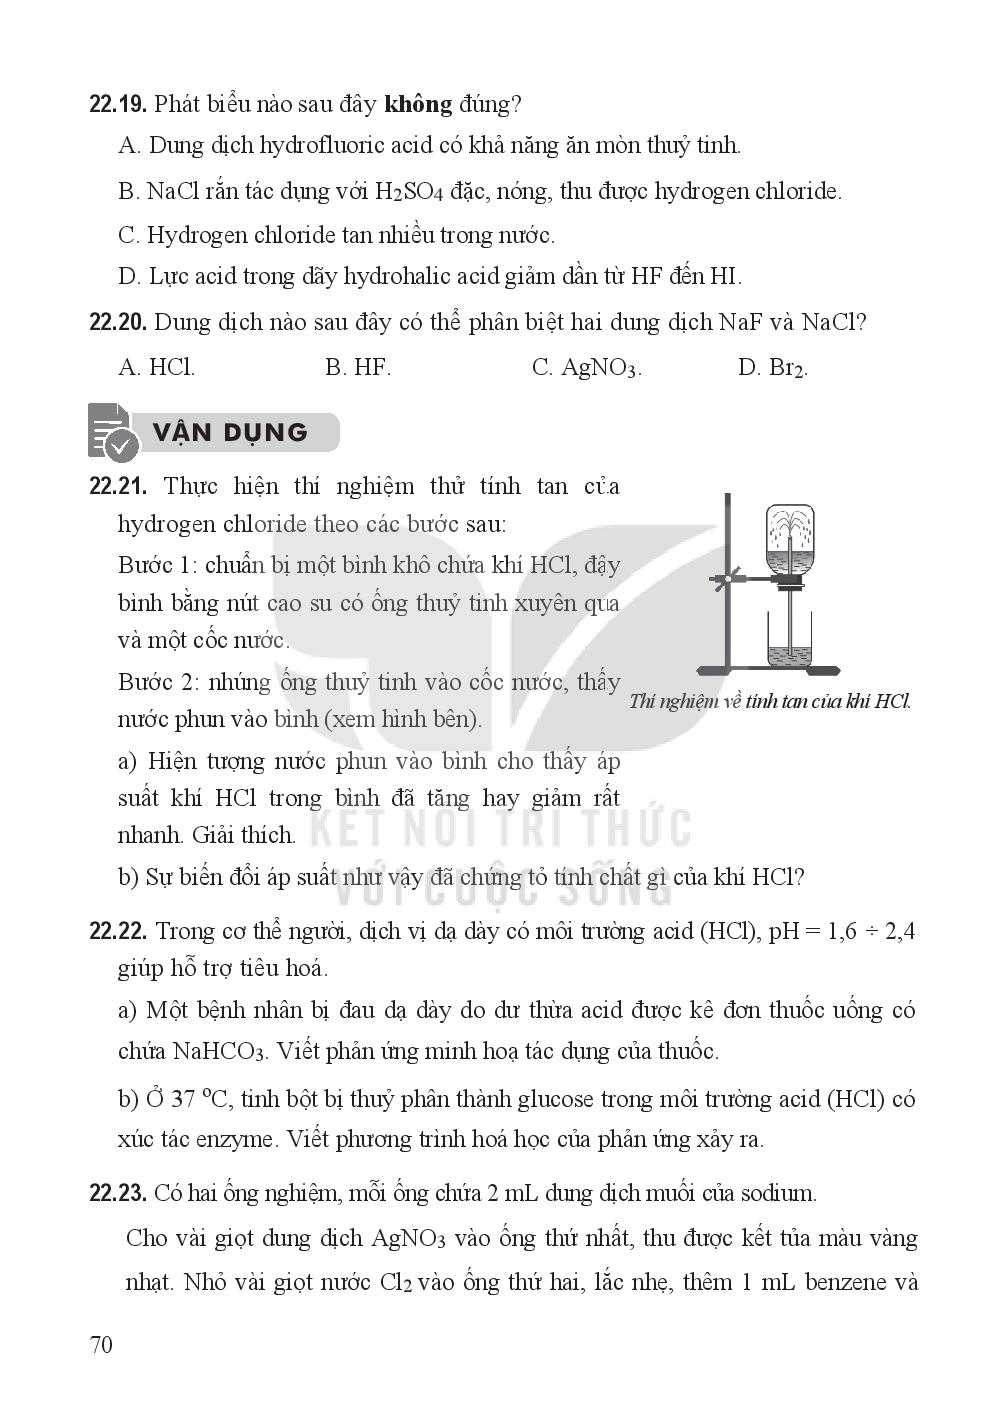 22.19. Phát biểu nào sau đây không đúng?
A. Dung dịch hydrofluoric acid có khả năng ăn mòn thuỷ tinh.
B. NaCl rắn tác dụng với H2SO4 đặc, nóng, thu được hydrogen chloride.
C. Hydrogen chloride tan nhiều trong nước.
D. Lực acid trong dãy hydrohalic acid giảm dần từ HF đến HI.
22.20. Dung dịch nào sau đây có thể phân biệt hai dung dịch NaF và NaCl?
A. HCl. B. HF. C. AgNO3. D. Br2.
VẬN DỤNG
22.21. Thực hiện thí nghiệm thử tính tan của
hydrogen chloride theo các bước sau:
Bước 1: chuẩn bị một bình khô chứa khí HCl, đậy
bình bằng nút cao su có ống thuỷ tinh xuyên qua
và một cốc nước.
Bước 2: nhúng ống thuỷ tinh vào cốc nước, thấy
nước phun vào bình (xem hình bên).
Thí nghiệm về tính tan của khí HCl.
a) Hiện tượng nước phun vào bình cho thấy áp
suất khí HCl trong bình đã tăng hay giảm rất
nhanh. Giải thích.
b) Sự biến đổi áp suất như vậy đã chứng tỏ tính chất gì của khí HCl?
KẾT NỐI TRI THỨC
VỚI CUỘC SỐNG
22.22. Trong cơ thể người, dịch vị dạ dày có môi trường acid (HCl), pH = 1,6 ÷ 2,4
giúp hỗ trợ tiêu hoá.
a) Một bệnh nhân bị đau dạ dày do dư thừa acid được kê đơn thuốc uống có
chứa NaHCO3. Viết phản ứng minh hoạ tác dụng của thuốc.
b) Ở 37 °C, tinh bột bị thuỷ phân thành glucose trong môi trường acid (HCl) có
xúc tác enzyme. Viết phương trình hoá học của phản ứng xảy ra.
22.23. Có hai ống nghiệm, mỗi ống chứa 2 mL dung dịch muối của sodium.
Cho vài giọt dung dịch AgNO3 vào ống thứ nhất, thu được kết tủa màu vàng
nhạt. Nhỏ vài giọt nước Cl2 vào ống thứ hai, lắc nhẹ, thêm 1 mL benzene và
70